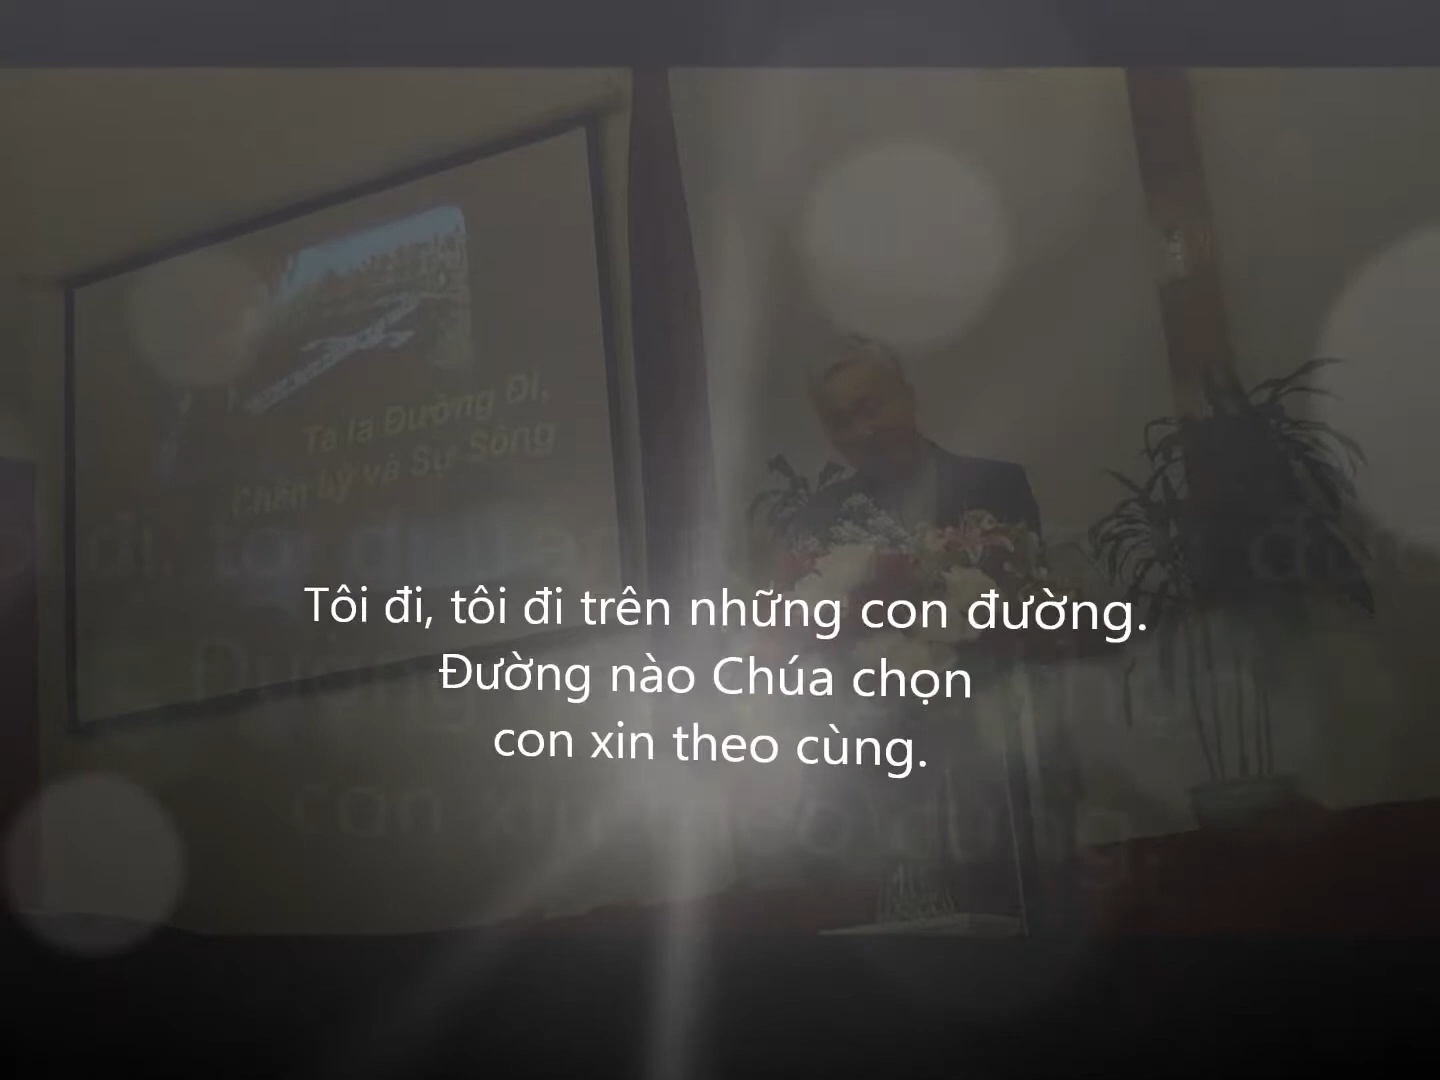 Ta là Đường Đi,
Chân Lý và Sự Sống
Tôi đi, tôi đi trên những con đường.
Đường nào Chúa chọn
con xin theo cùng.